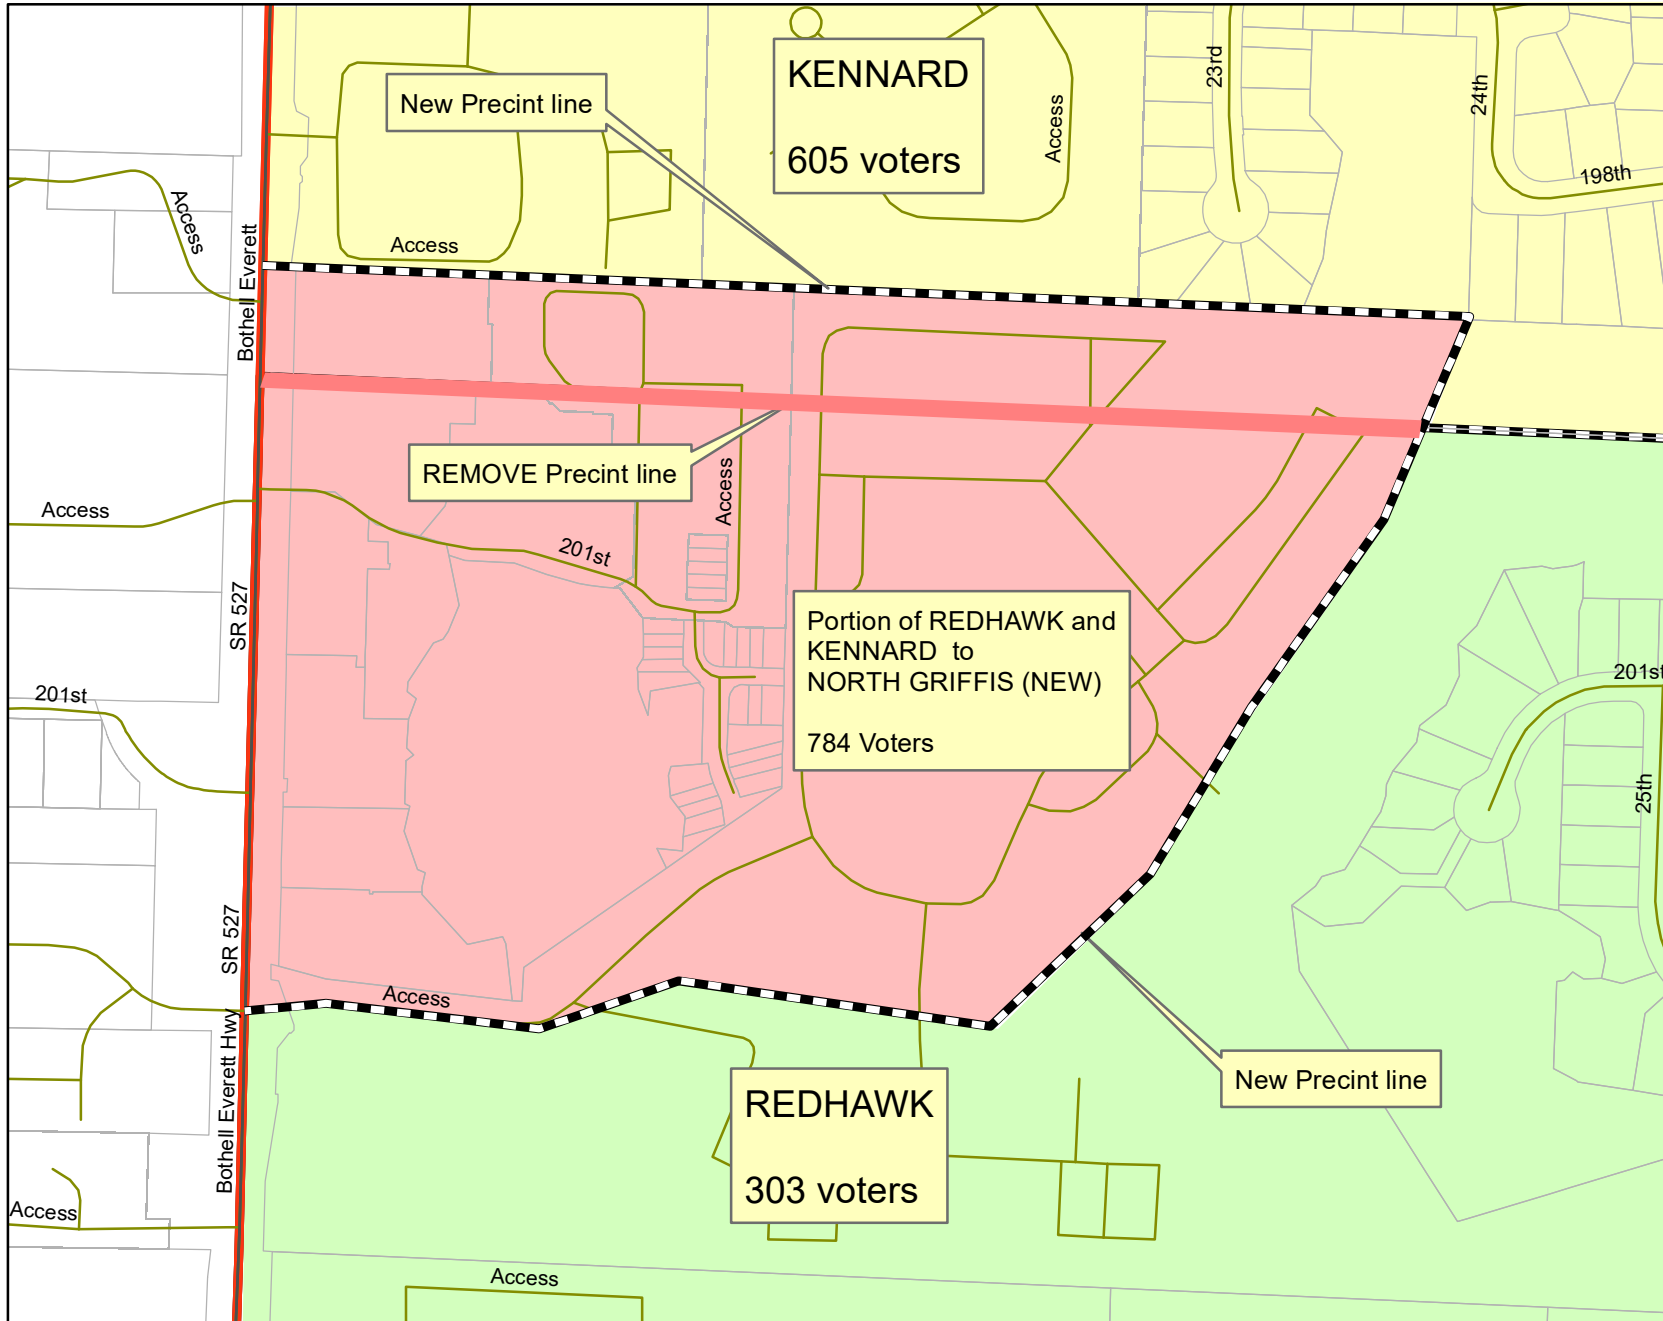 KENNARD
605 voters
New Precint line
23rd
24th
198th
Access
Access
Access
Bothell Everett
REMOVE Precint line
Access
Access
201st
SR 527
Portion of REDHAWK and
KENNARD to
NORTH GRIFFIS (NEW)
784 Voters
201st
201st
25th
SR 527
Access
Bothell Everett Hwy
New Precint line
REDHAWK
303 voters
Access
Access